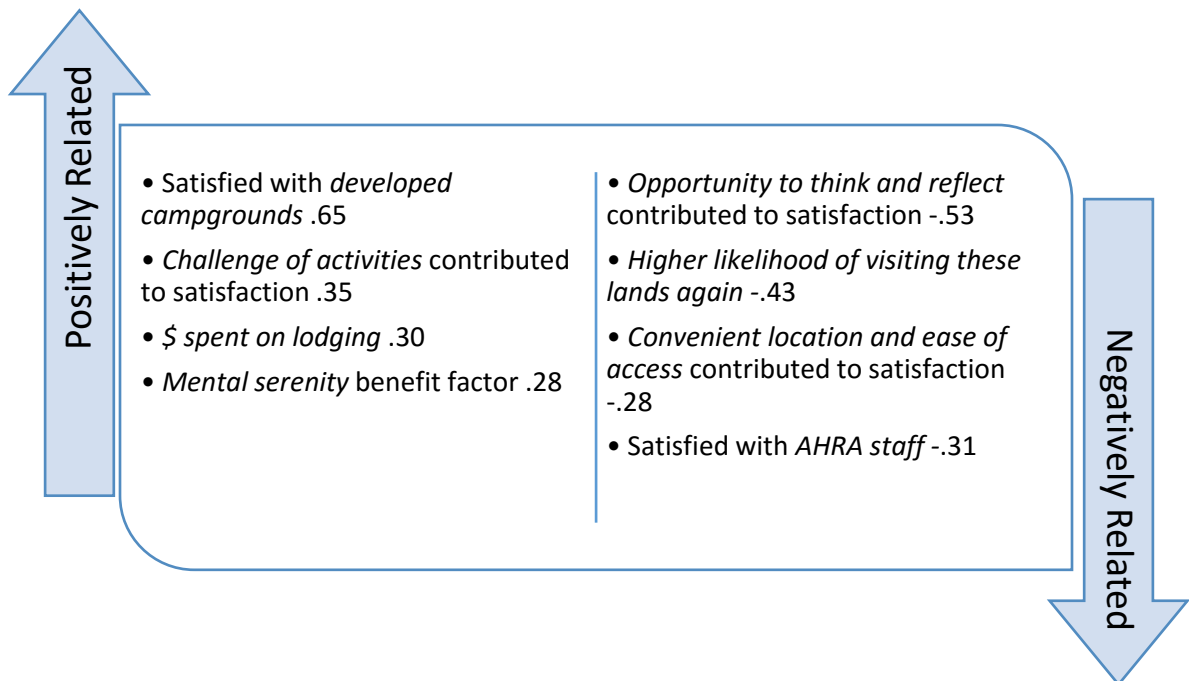 Positively Related
• Satisfied with developed
campgrounds .65
• Challenge of activities contributed
to satisfaction .35
• $ spent on lodging .30
• Mental serenity benefit factor .28
• Opportunity to think and reflect
contributed to satisfaction -.53
• Higher likelihood of visiting these
lands again -.43
• Convenient location and ease of
access contributed to satisfaction
-.28
• Satisfied with AHRA staff -.31
Negatively Related